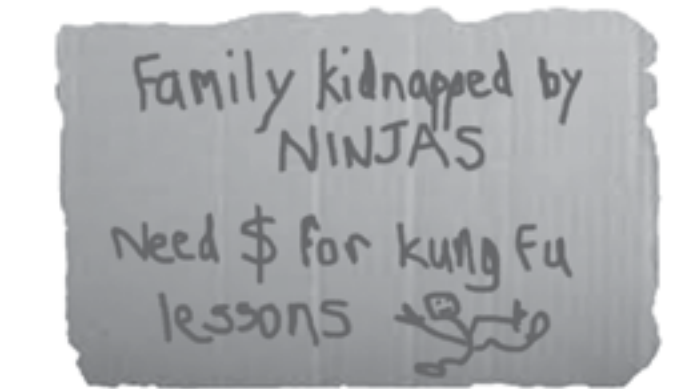 Family kidnapped by
NINJAS
Need $ for kung fu
lessons